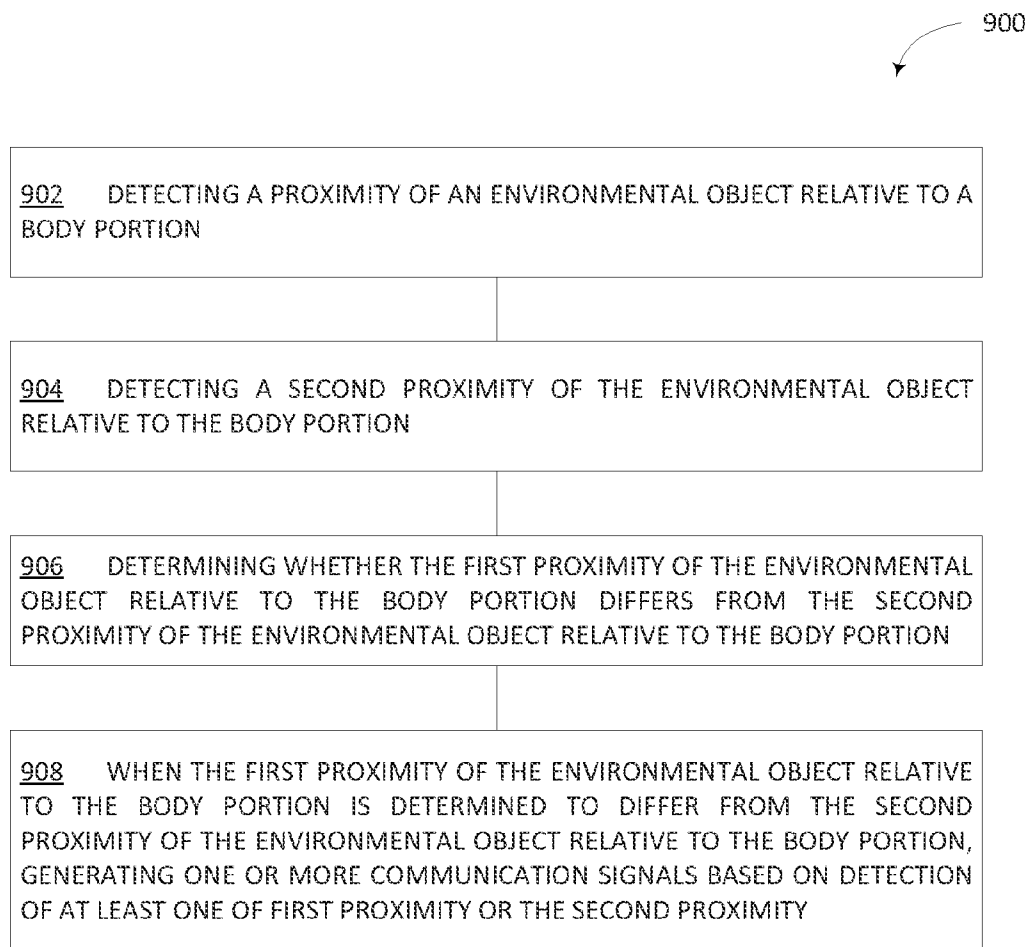 900
902 DETECTING A PROXIMITY OF AN ENVIRONMENTAL OBJECT RELATIVE TO A
BODY PORTION
904 DETECTING A SECOND PROXIMITY OF THE ENVIRONMENTAL OBJECT
RELATIVE TO THE BODY PORTION
906 DETERMINING WHETHER THE FIRST PROXIMITY OF THE ENVIRONMENTAL
OBJECT RELATIVE TO THE BODY PORTION DIFFERS FROM THE SECOND
PROXIMITY OF THE ENVIRONMENTAL OBJECT RELATIVE TO THE BODY PORTION
908 WHEN THE FIRST PROXIMITY OF THE ENVIRONMENTAL OBJECT RELATIVE
TO THE BODY PORTION IS DETERMINED TO DIFFER FROM THE SECOND
PROXIMITY OF THE ENVIRONMENTAL OBJECT RELATIVE TO THE BODY PORTION,
GENERATING ONE OR MORE COMMUNICATION SIGNALS BASED ON DETECTION
OF AT LEAST ONE OF FIRST PROXIMITY OR THE SECOND PROXIMITY